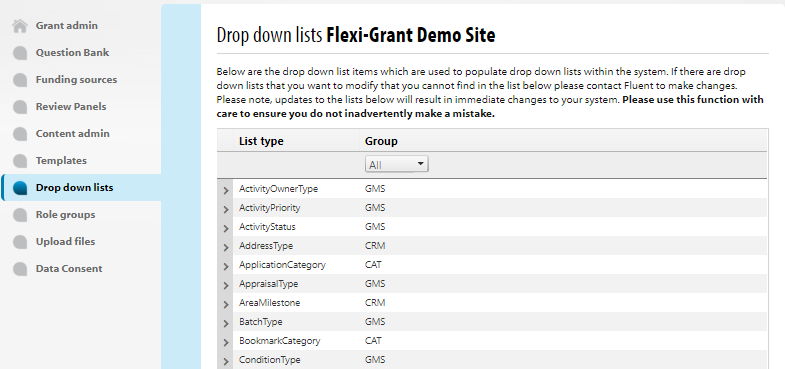 Grant admin
Question Bank
Funding sources
Review Panels
Content admin
Templates
Drop down lists
Role groups
Upload files
Data Consent
Drop down lists Flexi-Grant Demo Site
Below are the drop down list items which are used to populate drop down lists within the system. If there are drop
down lists that you want to modify that you cannot find in the list below please contact Fluent to make changes.
Please note, updates to the lists below will result in immediate changes to your system. Please use this function with
care to ensure you do not inadvertently make a mistake.
List type Group
All
ActivityOwnerType GMS
ActivityPriority GMS
ActivityStatus GMS
AddressType CRM
ApplicationCategory CAT
AppraisalType GMS
AreaMilestone CRM
BatchType GMS
BookmarkCategory CAT
ConditionType GMS